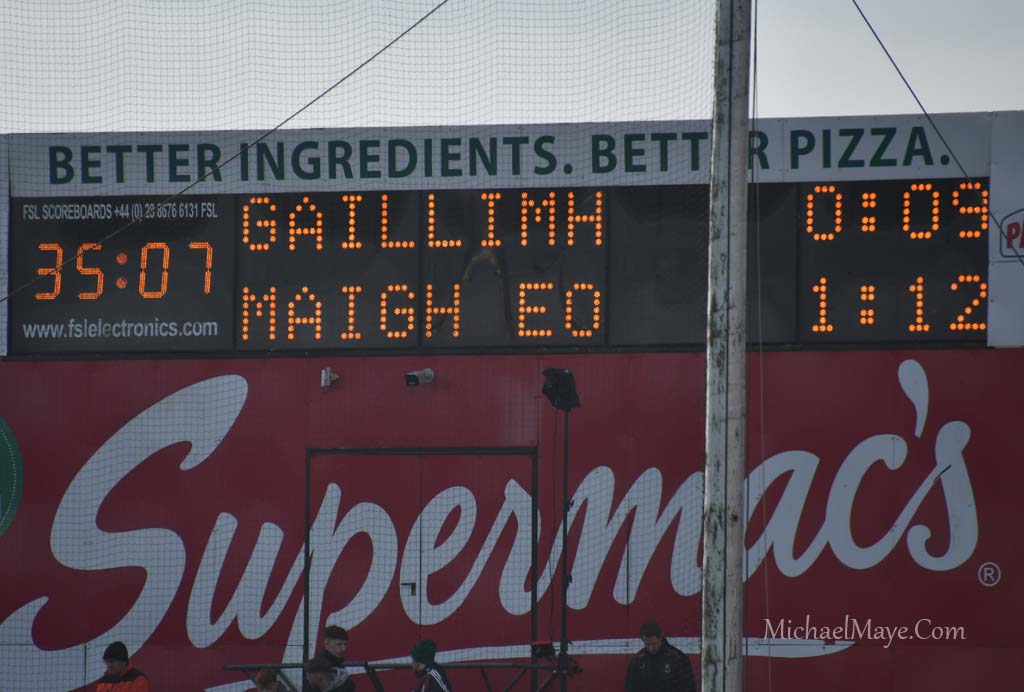 BETTER INGREDIENTS. BETTER PIZZA.
FSL SCOREBOARDS +44 (0) 28 8676 6131 FSL
GAILLIMH 0:09
35:07
MAIGH EO 1:12
www.fslelectronics.com
Supermac's ®
MichaelMaye.Com